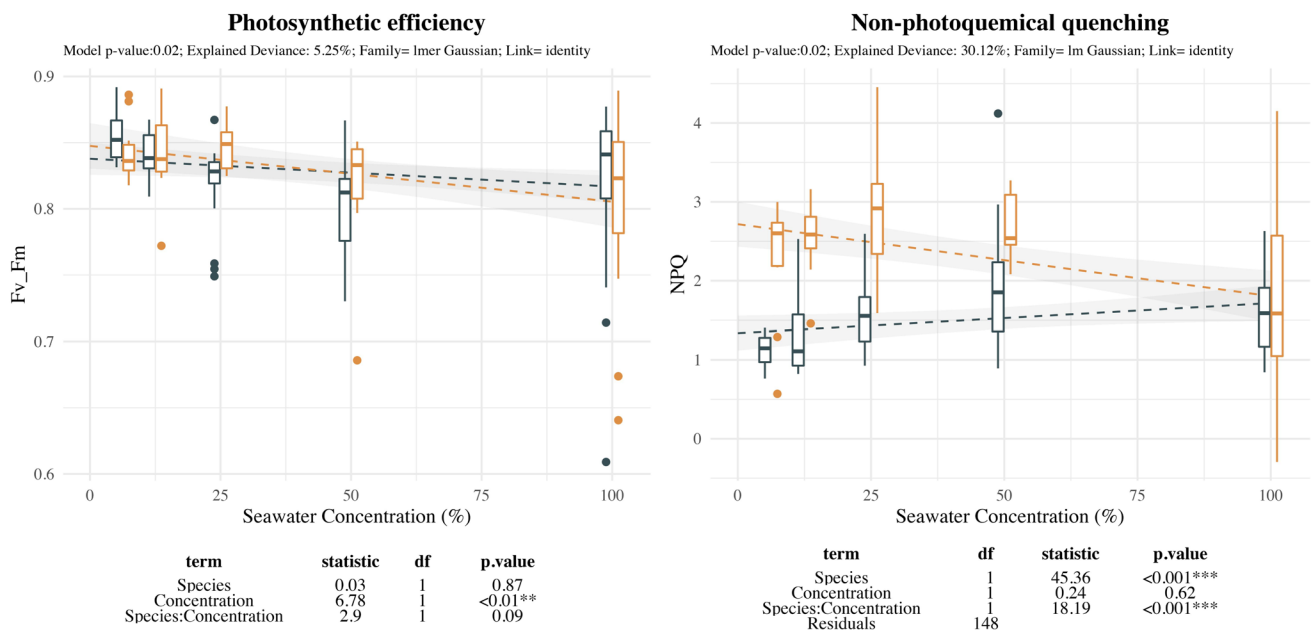 Photosynthetic efficiency
Model p-value:0.02; Explained Deviance: 5.25%; Family= lmer Gaussian; Link= identity
0.9
0.8
0.7
0.6
Fv_Fm
0 25 50 75 100
Seawater Concentration (%)
term statistic df p.value
Species 0.03 1 0.87
Concentration 6.78 1 <0.01**
Species:Concentration 2.9 1 0.09
Non-photoquemical quenching
Model p-value:0.02; Explained Deviance: 30.12%; Family= lm Gaussian; Link= identity
4
3
2
1
0
NPQ
0 25 50 75 100
Seawater Concentration (%)
term df statistic p.value
Species 1 45.36 <0.001***
Concentration 1 0.24 0.62
Species:Concentration 1 18.19 <0.001***
Residuals 148